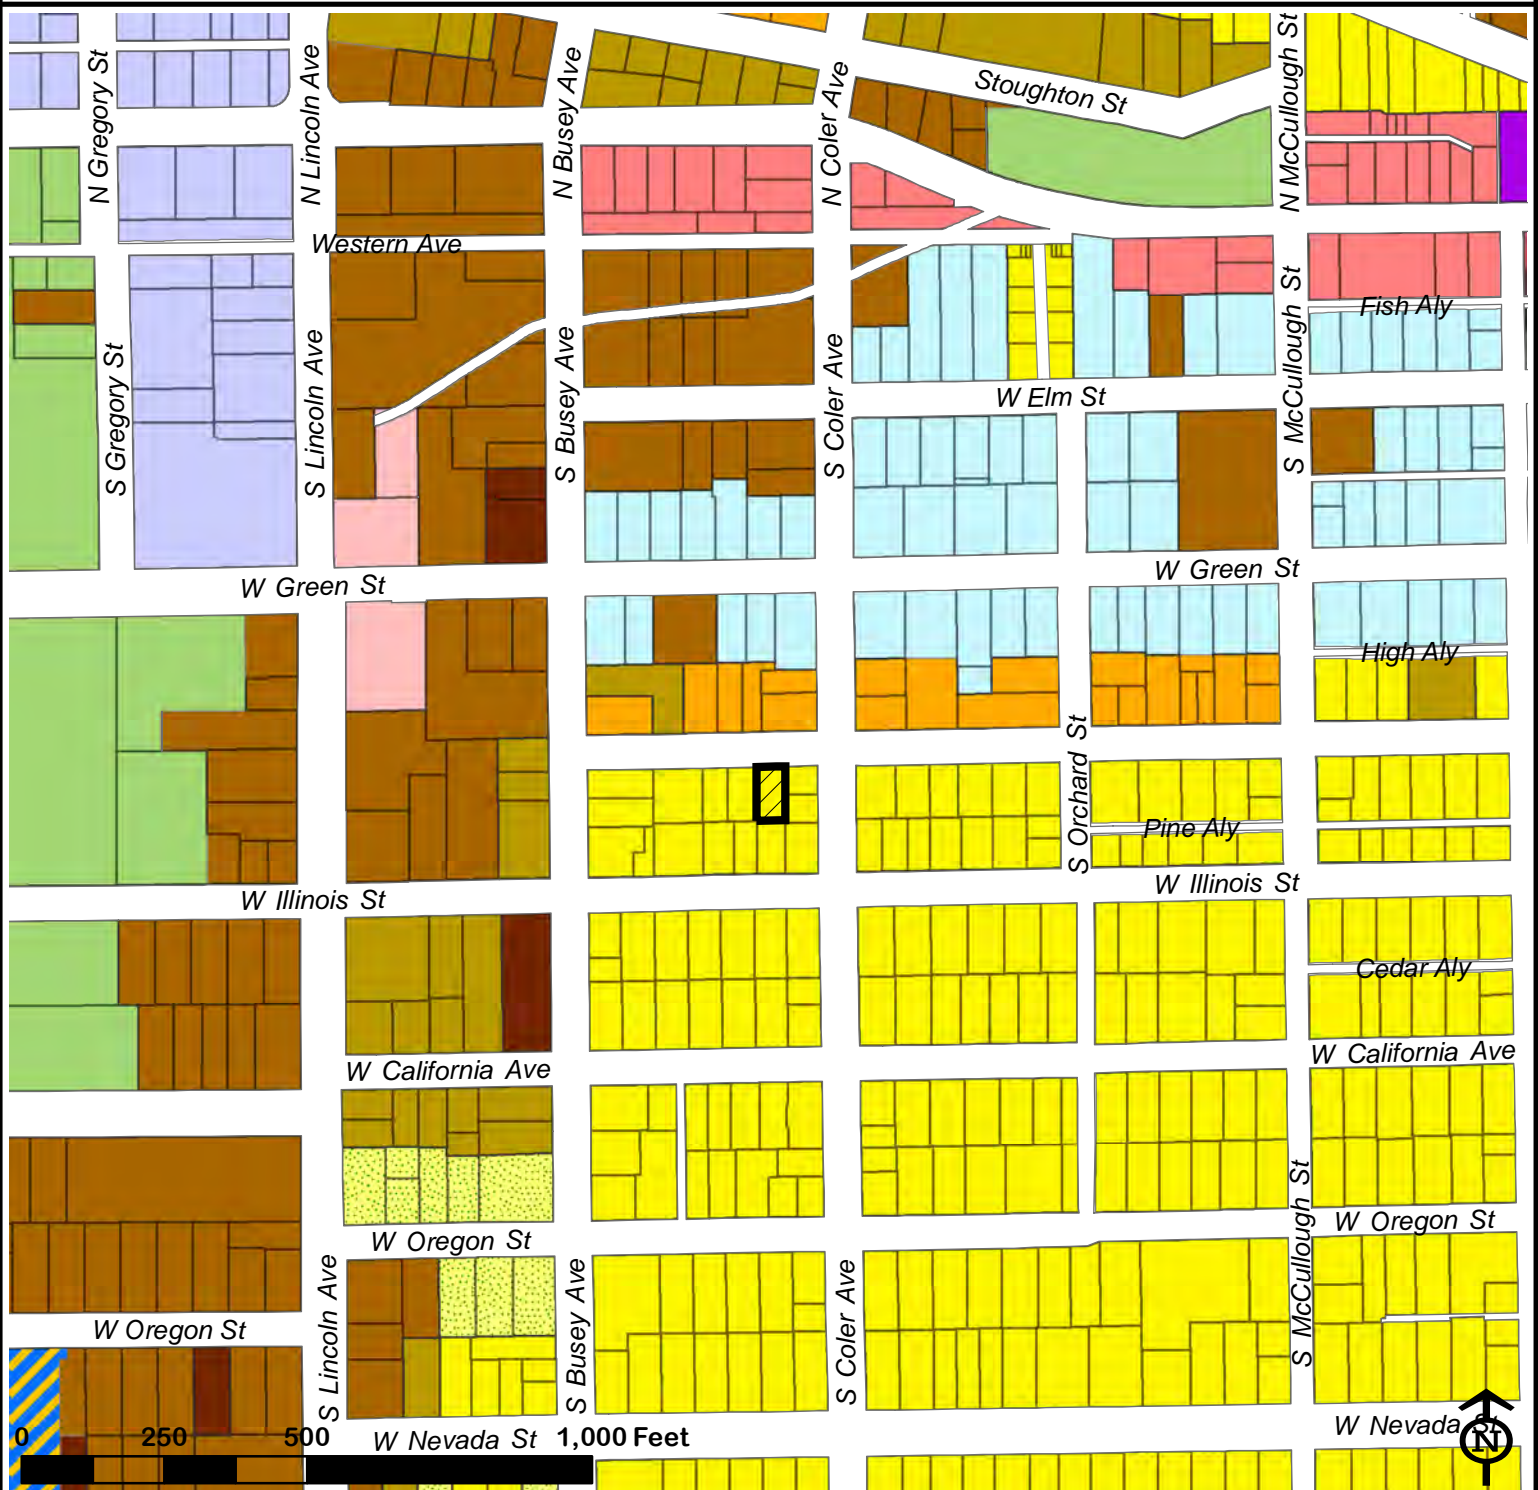 N Gregory St
N Lincoln Ave
N Busey Ave
N Coler Ave
Stoughton St
N McCullough St
Western Ave
S Gregory St
S Lincoln Ave
S Busey Ave
S Coler Ave
W Elm St
S McCullough St
Fish Aly
W Green St
W Green St
High Aly
S Orchard St
Pine Aly
W Illinois St
W Illinois St
Cedar Aly
W California Ave
W California Ave
S McCullough St
W Oregon St
W Oregon St
W Oregon St
S Lincoln Ave
S Busey Ave
S Coler Ave
W Nevada St
W Nevada St
0 250 500 1,000 Feet
N